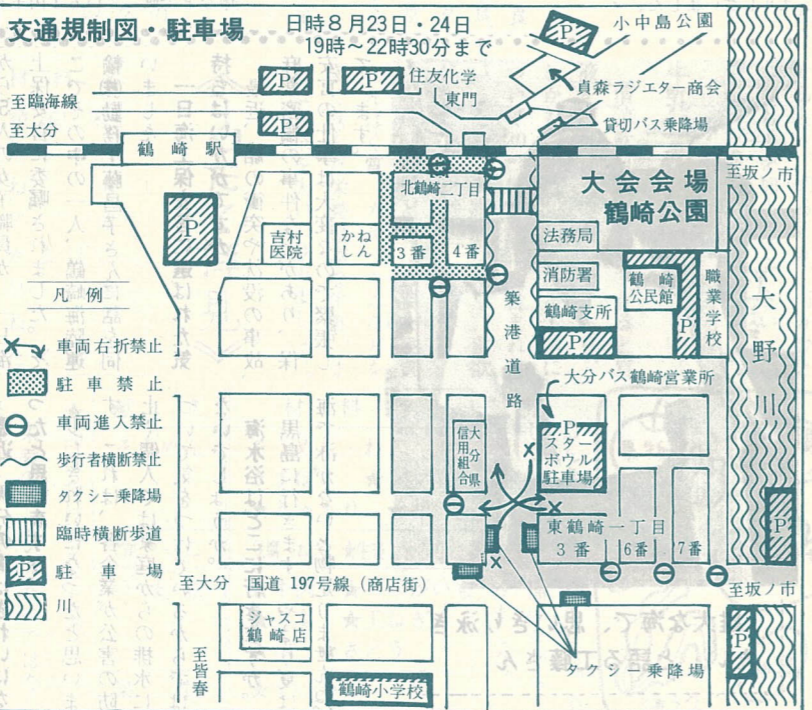 交通規制図・駐車場
日時8月23日・24日
19時～22時30分まで
小中島公園
P
P
P
住友化学
東門
貞森ラジエター商会
貸切バス乗降場
至臨海線
至大分
P
鶴崎駅
至坂ノ市
大会会場
鶴崎公園
北鶴崎二丁目
P
吉村
医院
かね
しん
3番
4番
法務局
消防署
鶴崎支所
P
鶴崎
公民館
P
職業学校
大野川
築港道路
凡例
車両右折禁止
駐車禁止
車両進入禁止
歩行者横断禁止
タクシー乗降場
臨時横断歩道
P 駐車場
川
大分バス鶴崎営業所
P
スター
ボウル
駐車場
大分県
信用組合
東鶴崎一丁目
3番
6番
7番
P
至大分 国道197号線(商店街)
至坂ノ市
ジャスコ
鶴崎店
至皆春
タクシー乗降場
P
鶴崎小学校